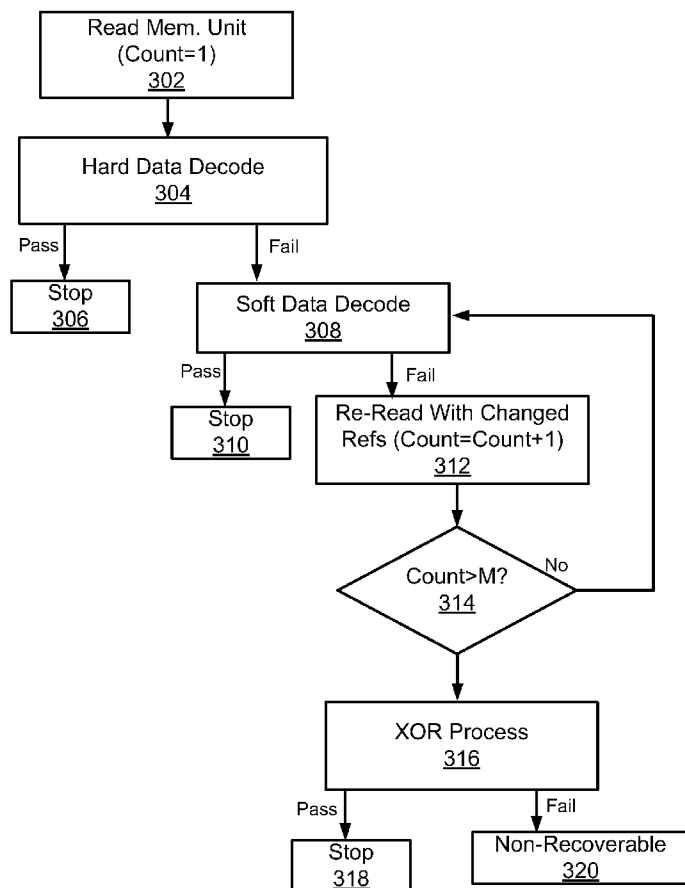 Read Mem. Unit
(Count=1)
302
Hard Data Decode
304
Pass
Fail
Stop
306
Soft Data Decode
308
Pass
Fail
Stop
310
Re-Read With Changed
Refs (Count=Count+1)
312
No
Count>M?
314
XOR Process
316
Pass
Fail
Stop
318
Non-Recoverable
320